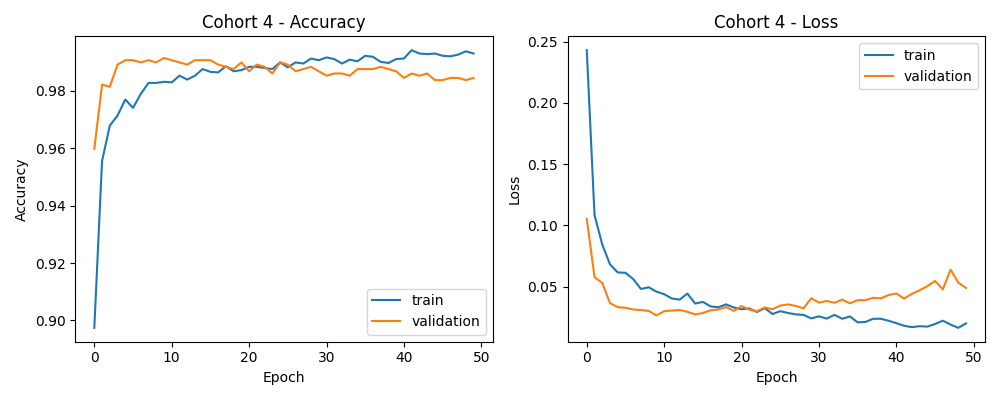 Cohort 4 - Accuracy
Accuracy
0.98
0.96
0.94
0.92
0.90
train
validation
0 10 20 30 40 50
Epoch
Cohort 4 - Loss
Loss
0.25
0.20
0.15
0.10
0.05
train
validation
0 10 20 30 40 50
Epoch